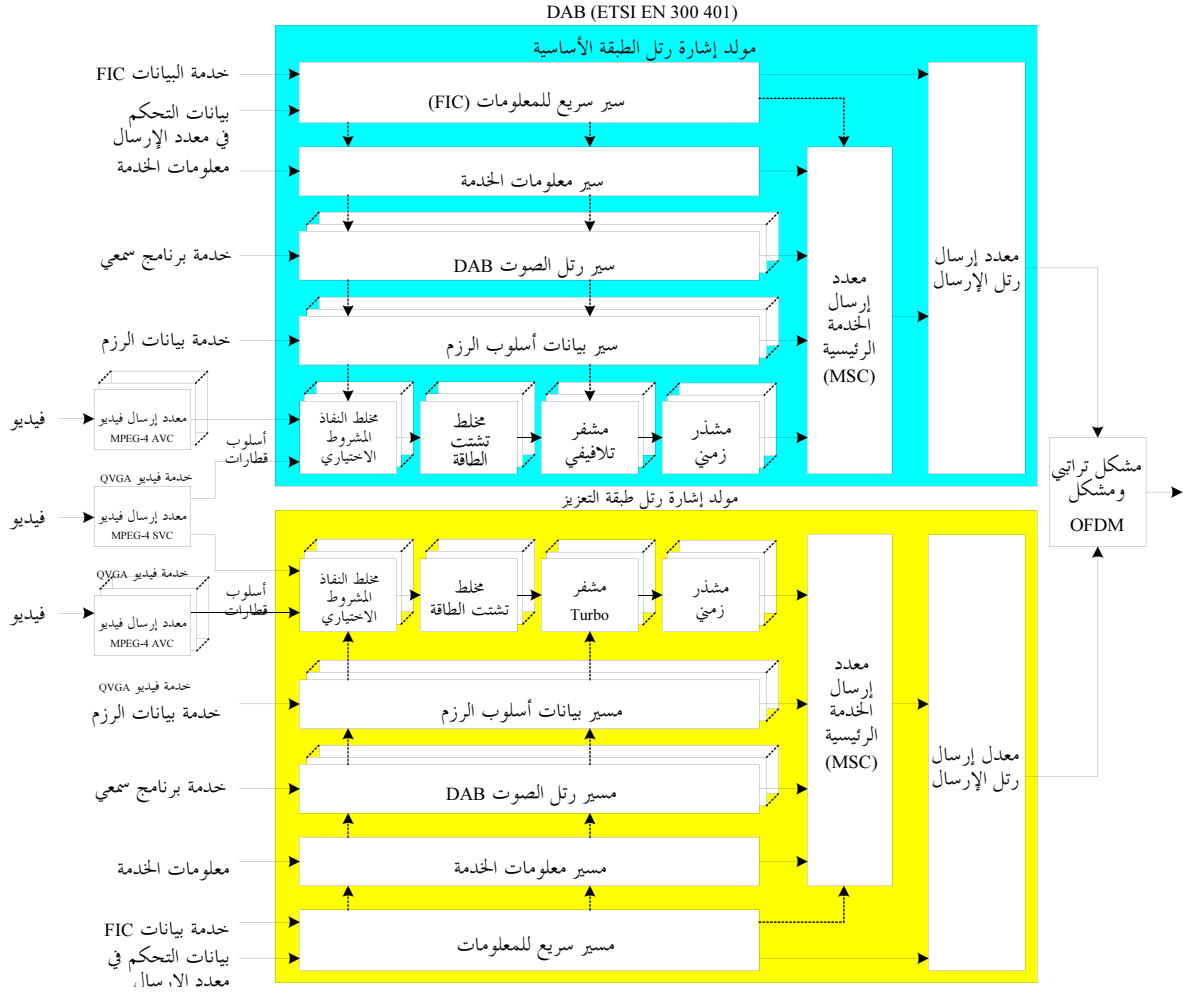 DAB (ETSI EN 300 401)
مولد إشارة رتل الطبقة الأساسية
خدمة البيانات FIC
سير سريع للمعلومات (FIC)
بيانات التحكم
في معدد الإرسال
معلومات الخدمة
سير معلومات الخدمة
خدمة برنامج سمعي
سير رتل الصوت DAB
خدمة بيانات الرزم
سير بيانات أسلوب الرزم
معدد
إرسال
الخدمة
الرئيسية
(MSC)
معدد إرسال
رتل الإرسال
فيديو
معدد إرسال فيديو
MPEG-4 AVC
أسلوب
قطارات
مخلط النفاذ
المشروط
الاختياري
مخلط
تشتت
الطاقة
مشفر
تلافيفي
مشذر
زمني
خدمة فيديو QVGA
فيديو
معدد إرسال فيديو
MPEG-4 SVC
مشكل تراتبي
ومشكل
OFDM
مولد إشارة رتل طبقة التعزيز
خدمة فيديو QVGA
فيديو
معدد إرسال فيديو
MPEG-4 AVC
أسلوب
قطارات
مخلط النفاذ
المشروط
الاختياري
مخلط
تشتت الطاقة
مشفر
Turbo
مشذر
زمني
خدمة فيديو QVGA
خدمة بيانات الرزم
مسير بيانات أسلوب الرزم
معدد
إرسال
الخدمة
الرئيسية
(MSC)
معدل إرسال
رتل الإرسال
خدمة برنامج سمعي
مسير رتل الصوت DAB
معلومات الخدمة
مسير معلومات الخدمة
خدمة بيانات FIC
مسير سريع للمعلومات
بيانات التحكم في
معدد الإرسال